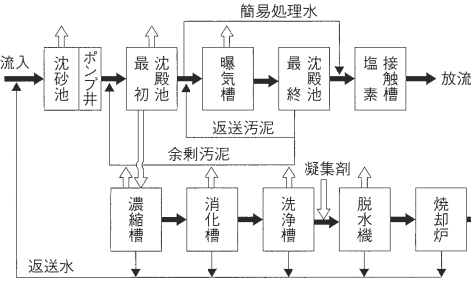 簡易処理水
流入
沈砂池
ポンプ井
最初
沈殿池
曝気槽
最終
沈殿池
塩素
接触槽
放流
返送汚泥
余剰汚泥
凝集剤
濃縮槽
消化槽
洗浄槽
脱水機
焼却炉
返送水